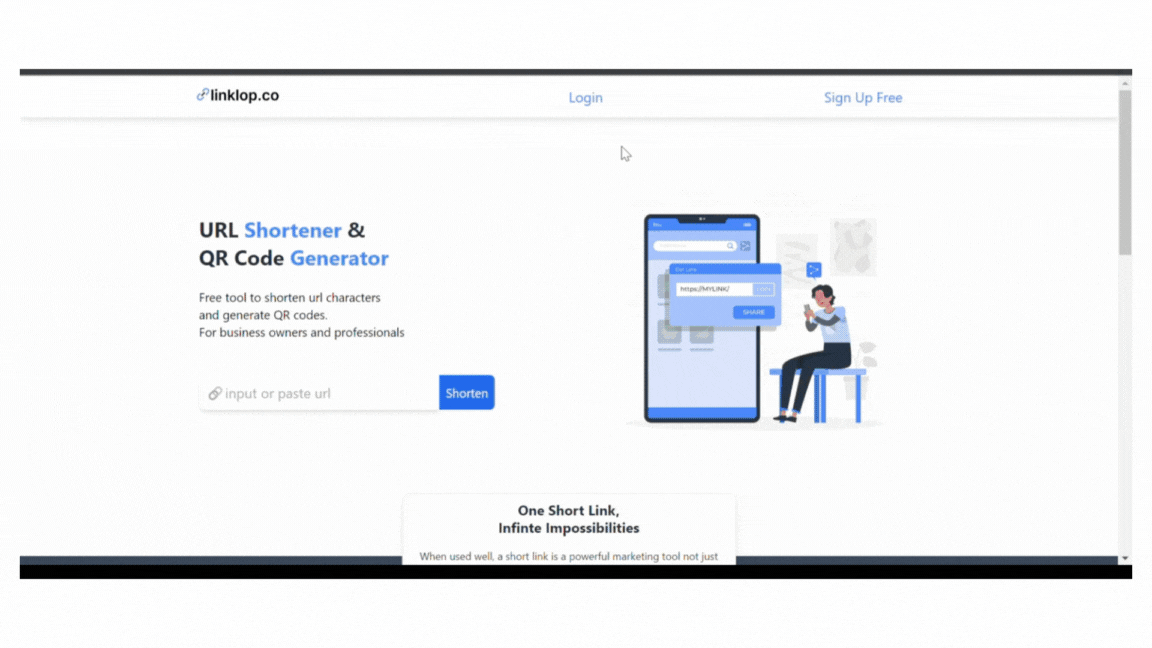 linklop.co
Login
Sign Up Free
URL Shortener &
QR Code Generator
Free tool to shorten url characters
and generate QR codes.
For business owners and professionals
input or paste url
Shorten
https://MYLINK/
SHARE
One Short Link,
Infinte Impossibilities
When used well, a short link is a powerful marketing tool not just